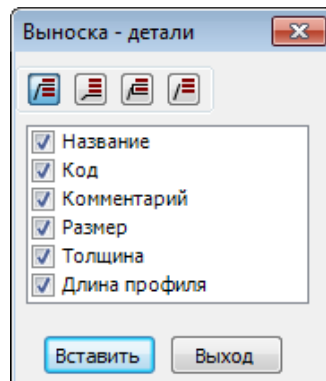 Выноска - детали
Название
Код
Комментарий
Размер
Толщина
Длина профиля
Вставить Выход